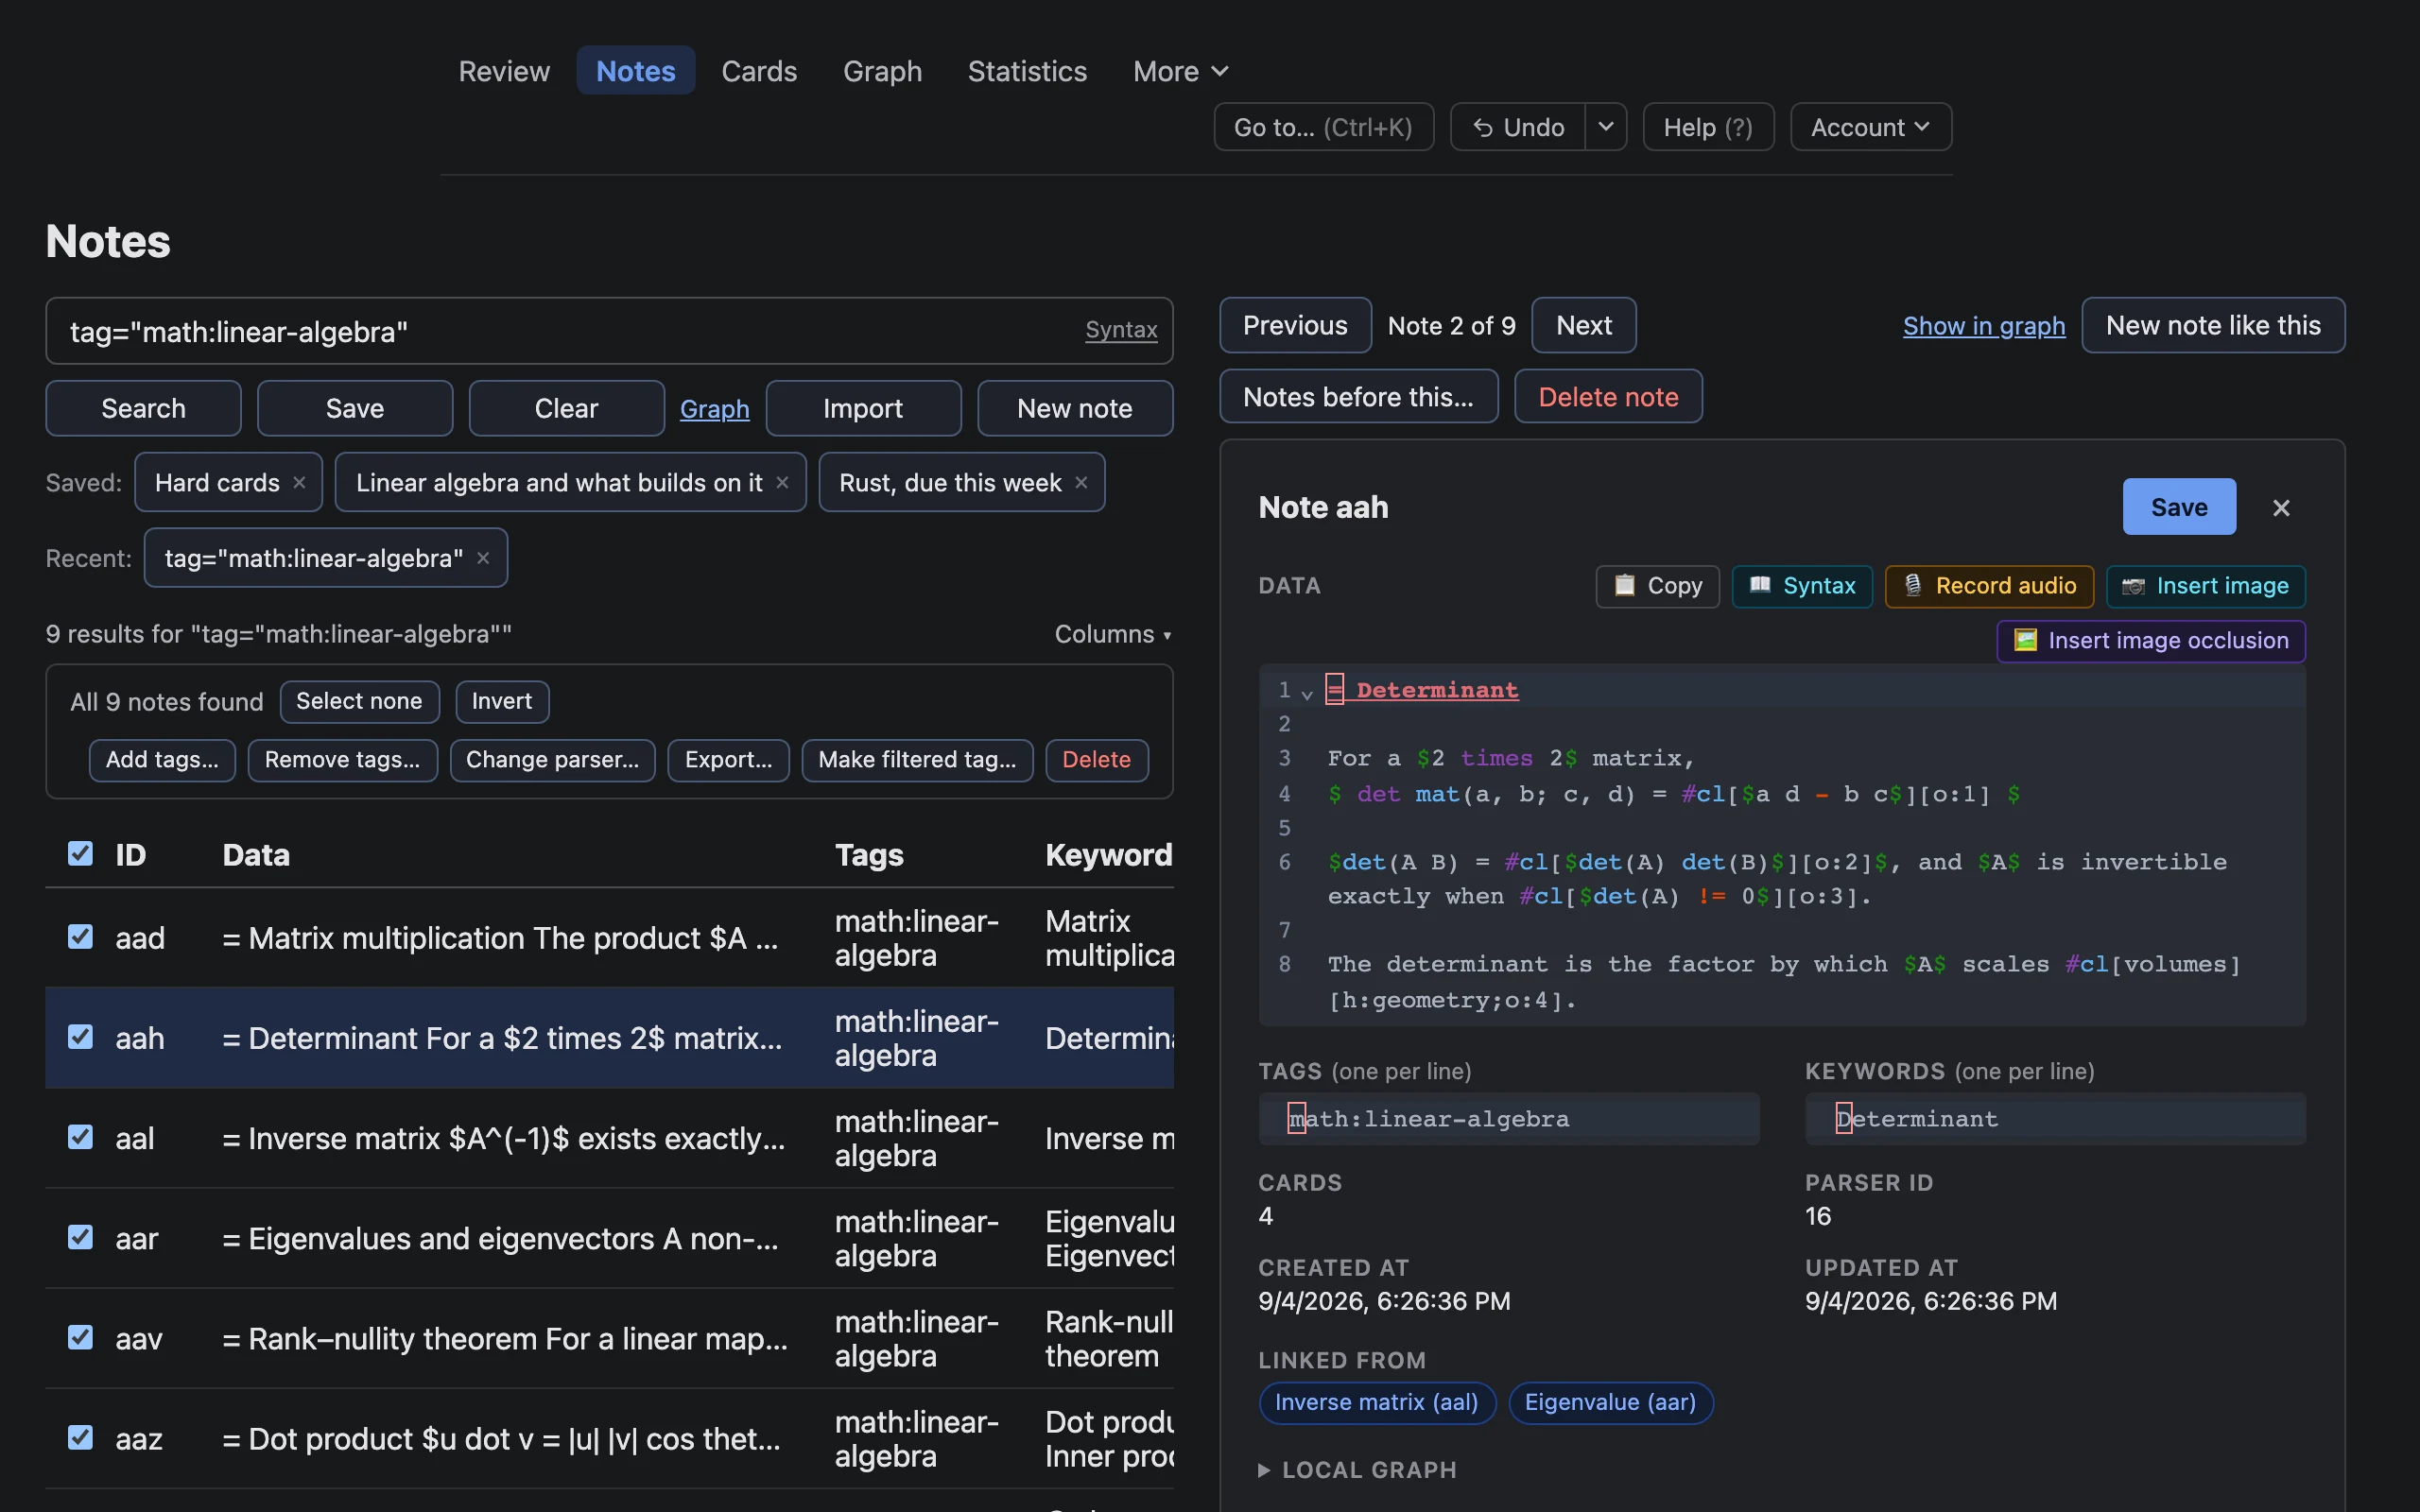 Review Notes Cards Graph Statistics More
Go to... (Ctrl+K) Undo Help (?) Account
Notes
tag="math:linear-algebra" Syntax
Search Save Clear Graph Import New note
Saved: Hard cards × Linear algebra and what builds on it × Rust, due this week ×
Recent: tag="math:linear-algebra" ×
9 results for "tag="math:linear-algebra"" Columns ▾
All 9 notes found Select none Invert
Add tags... Remove tags... Change parser... Export... Make filtered tag... Delete
ID Data Tags Keyword
aad = Matrix multiplication The product $A ... math:linear-
algebra Matrix
multiplica
aah = Determinant For a $2 times 2$ matrix... math:linear-
algebra Determin
aal = Inverse matrix $A^(-1)$ exists exactly... math:linear-
algebra Inverse m
aar = Eigenvalues and eigenvectors A non-... math:linear-
algebra Eigenvalu
Eigenvect
aav = Rank–nullity theorem For a linear map... math:linear-
algebra Rank-null
theorem
aaz = Dot product $u dot v = |u| |v| cos thet... math:linear-
algebra Dot produ
Inner proc
Previous Note 2 of 9 Next Show in graph New note like this
Notes before this... Delete note
Note aah Save ×
DATA Copy Syntax Record audio Insert image
Insert image occlusion
1 = Determinant
2
3 For a $2 times 2$ matrix,
4 $ det mat(a, b; c, d) = #cl[$a d - b c$][o:1] $
5
6 $det(A B) = #cl[$det(A) det(B)$][o:2]$, and $A$ is invertible
exactly when #cl[$det(A) != 0$][o:3].
7
8 The determinant is the factor by which $A$ scales #cl[volumes]
[h:geometry;o:4].
TAGS (one per line) KEYWORDS (one per line)
math:linear-algebra Determinant
CARDS PARSER ID
4 16
CREATED AT UPDATED AT
9/4/2026, 6:26:36 PM 9/4/2026, 6:26:36 PM
LINKED FROM
Inverse matrix (aal) Eigenvalue (aar)
LOCAL GRAPH